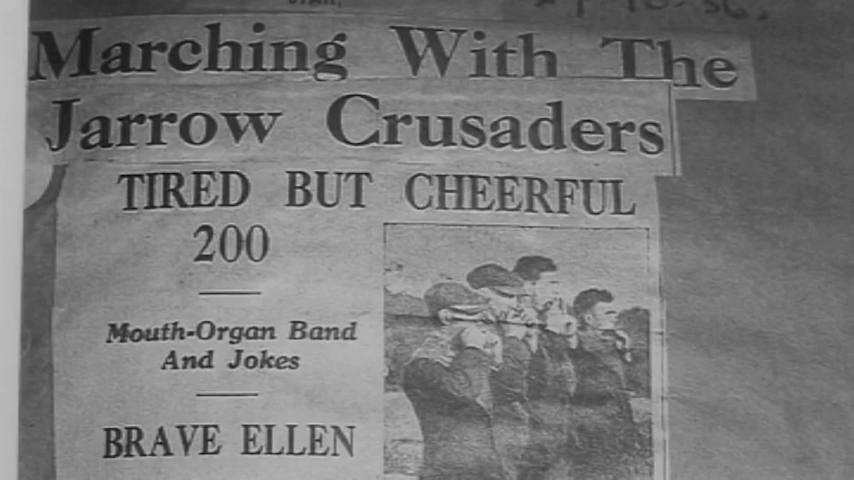 Marching With The
Jarrow Crusaders
TIRED BUT CHEERFUL
200
Mouth-Organ Band
And Jokes
BRAVE ELLEN